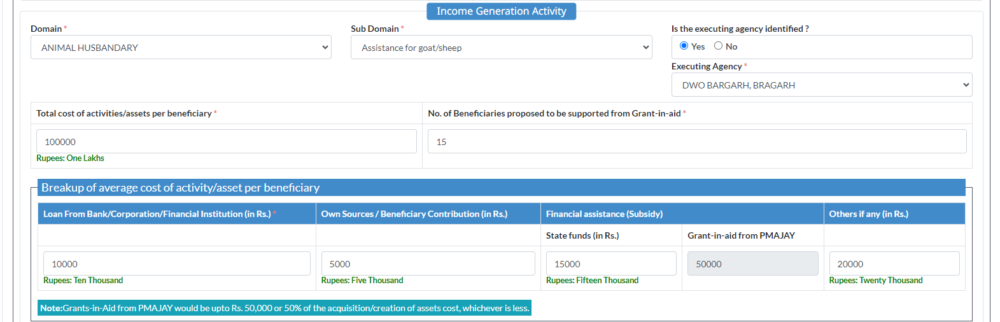 Income Generation Activity
Domain *
Sub Domain *
Is the executing agency identified ?
ANIMAL HUSBANDARY
Assistance for goat/sheep
Yes No
Executing Agency *
DWO BARGARH, BRAGARH
Total cost of activities/assets per beneficiary *
No. of Beneficiaries proposed to be supported from Grant-in-aid *
100000
15
Rupees: One Lakhs
Breakup of average cost of activity/asset per beneficiary
Loan From Bank/Corporation/Financial Institution (in Rs.) *
Own Sources / Beneficiary Contribution (in Rs.)
Financial assistance (Subsidy)
Others if any (in Rs.)
State funds (in Rs.)
Grant-in-aid from PMAJAY
10000
5000
15000
50000
20000
Rupees: Ten Thousand
Rupees: Five Thousand
Rupees: Fifteen Thousand
Rupees: Twenty Thousand
Note:Grants-in-Aid from PMAJAY would be upto Rs. 50,000 or 50% of the acquisition/creation of assets cost, whichever is less.